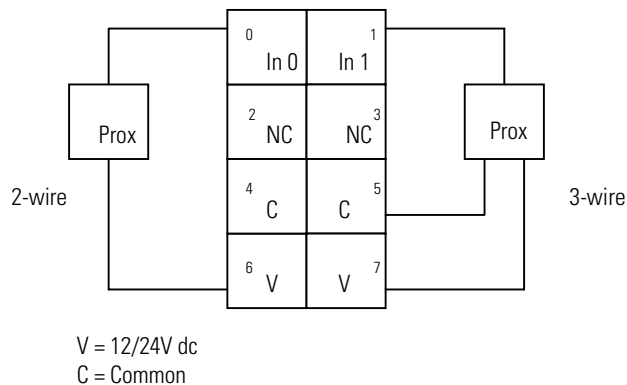 0 1
In 0 In 1
Prox 2 NC 3 NC Prox
2-wire 4 C 5 C 3-wire
6 V 7 V
V = 12/24V dc
C = Common